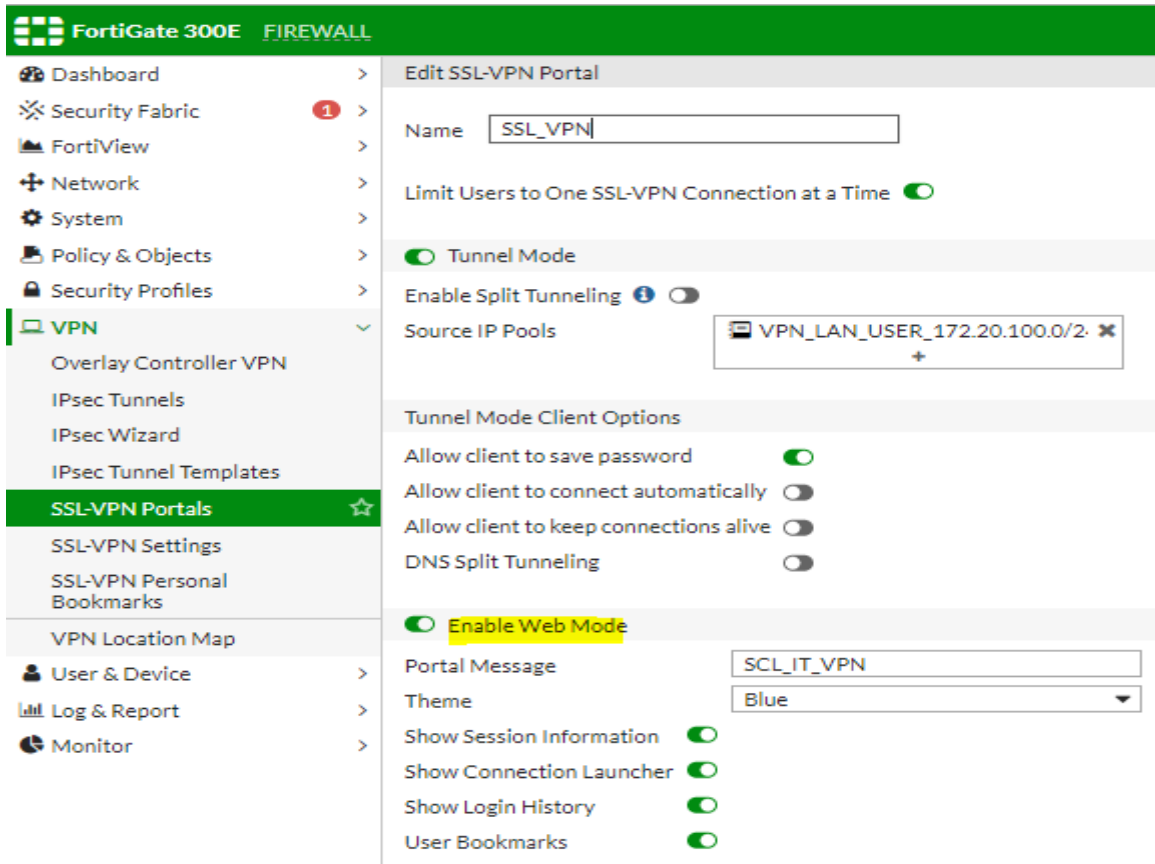 FortiGate 300E FIREWALL
Dashboard
Security Fabric 1
FortiView
Network
System
Policy & Objects
Security Profiles
VPN
Overlay Controller VPN
IPsec Tunnels
IPsec Wizard
IPsec Tunnel Templates
SSL-VPN Portals
SSL-VPN Settings
SSL-VPN Personal
Bookmarks
VPN Location Map
User & Device
Log & Report
Monitor
Edit SSL-VPN Portal
Name SSL_VPN
Limit Users to One SSL-VPN Connection at a Time
Tunnel Mode
Enable Split Tunneling
Source IP Pools VPN_LAN_USER_172.20.100.0/2
+
Tunnel Mode Client Options
Allow client to save password
Allow client to connect automatically
Allow client to keep connections alive
DNS Split Tunneling
Enable Web Mode
Portal Message SCL_IT_VPN
Theme Blue
Show Session Information
Show Connection Launcher
Show Login History
User Bookmarks